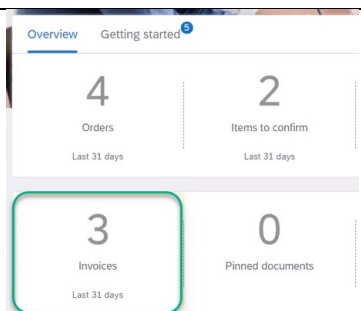 Overview Getting started 5
4 2
Orders Items to confirm
Last 31 days Last 31 days
3 0
Invoices Pinned documents
Last 31 days